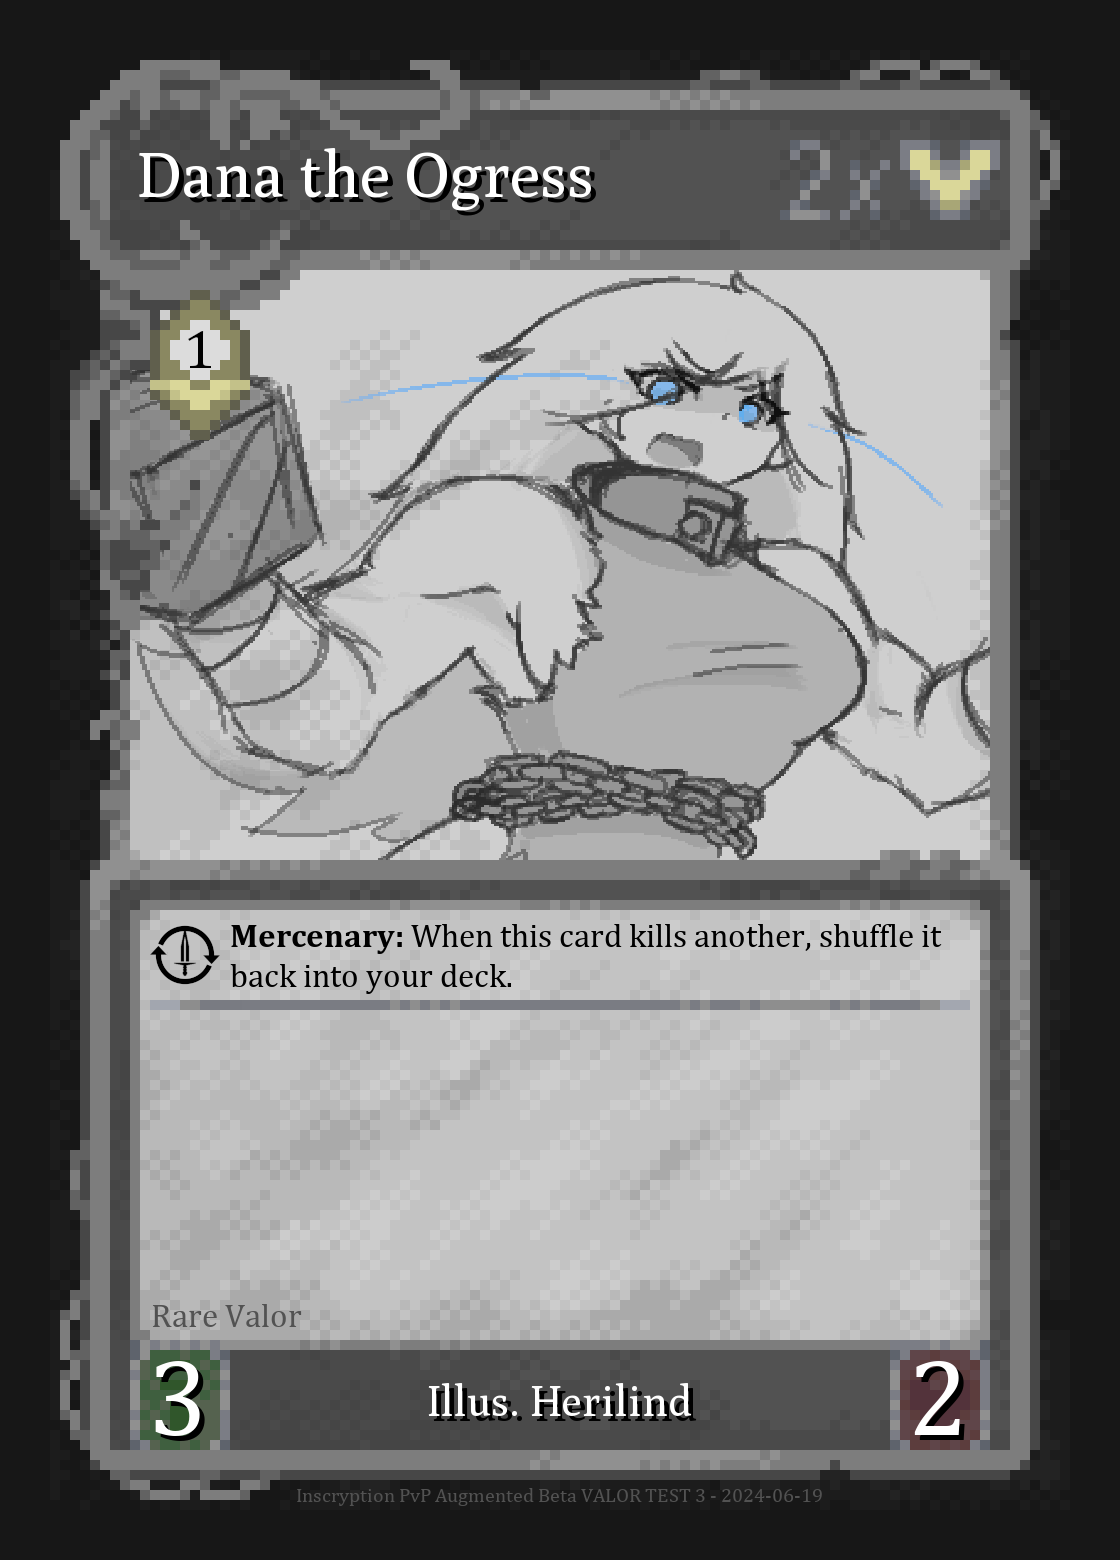 Dana the Ogress 2x
1
Mercenary: When this card kills another, shuffle it
back into your deck.
Rare Valor
3 Illus. Herilind 2
Inscryption PvP Augmented Beta VALOR TEST 3 - 2024-06-19